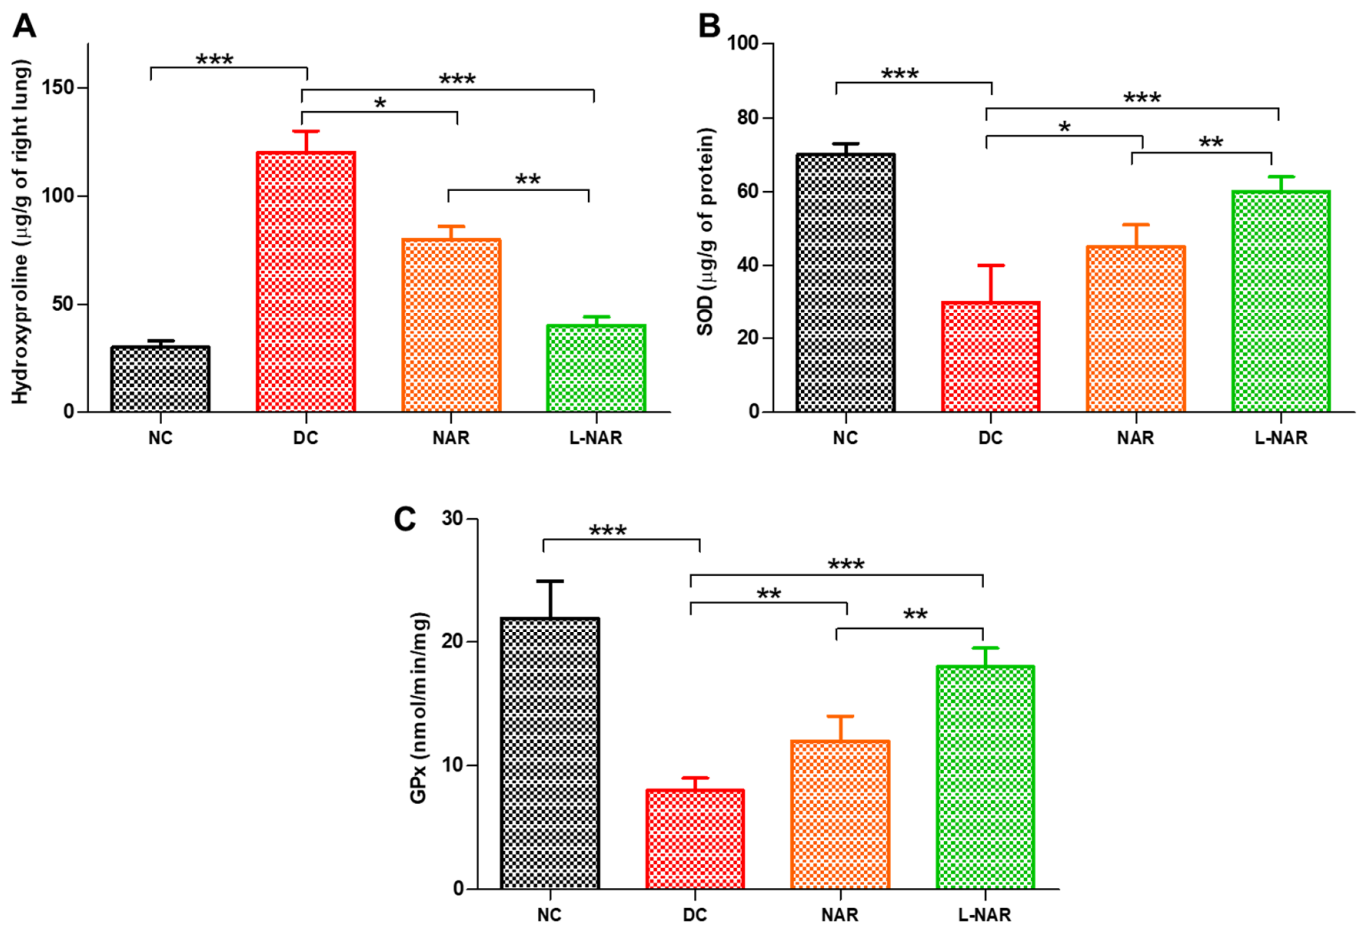 A
Hydroxyproline (μg/g of right lung)
150
100
50
0
***
***
*
**
NC DC NAR L-NAR
B
SOD (μg/g of protein)
100
80
60
40
20
0
***
***
*
**
NC DC NAR L-NAR
C
GPx (nmol/min/mg)
30
20
10
0
***
***
**
**
NC DC NAR L-NAR